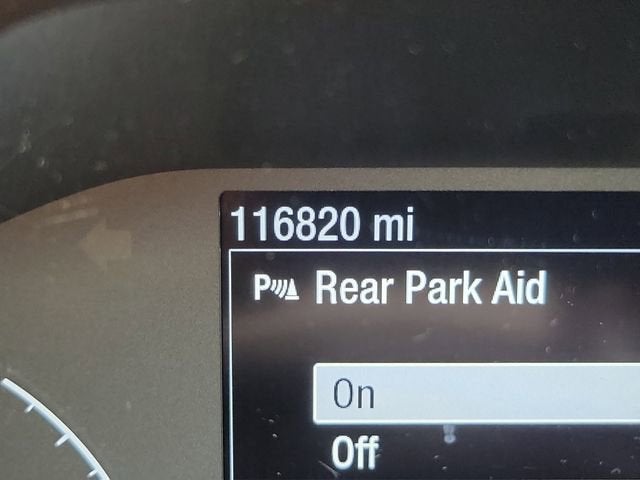 116820 mi
P Rear Park Aid
On
Off